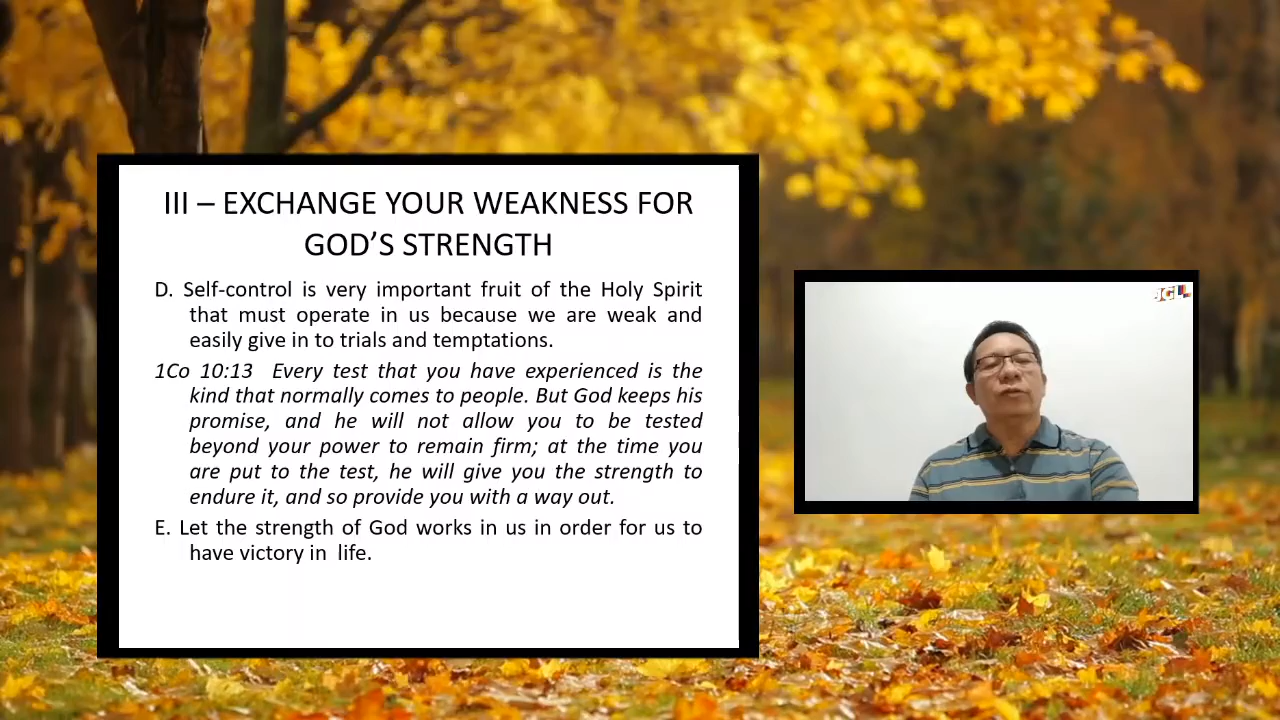 III – EXCHANGE YOUR WEAKNESS FOR
GOD’S STRENGTH
D. Self-control is very important fruit of the Holy Spirit
that must operate in us because we are weak and
easily give in to trials and temptations.
1Co 10:13  Every test that you have experienced is the
kind that normally comes to people. But God keeps his
promise, and he will not allow you to be tested
beyond your power to remain firm; at the time you
are put to the test, he will give you the strength to
endure it, and so provide you with a way out.
E. Let the strength of God works in us in order for us to
have victory in  life.